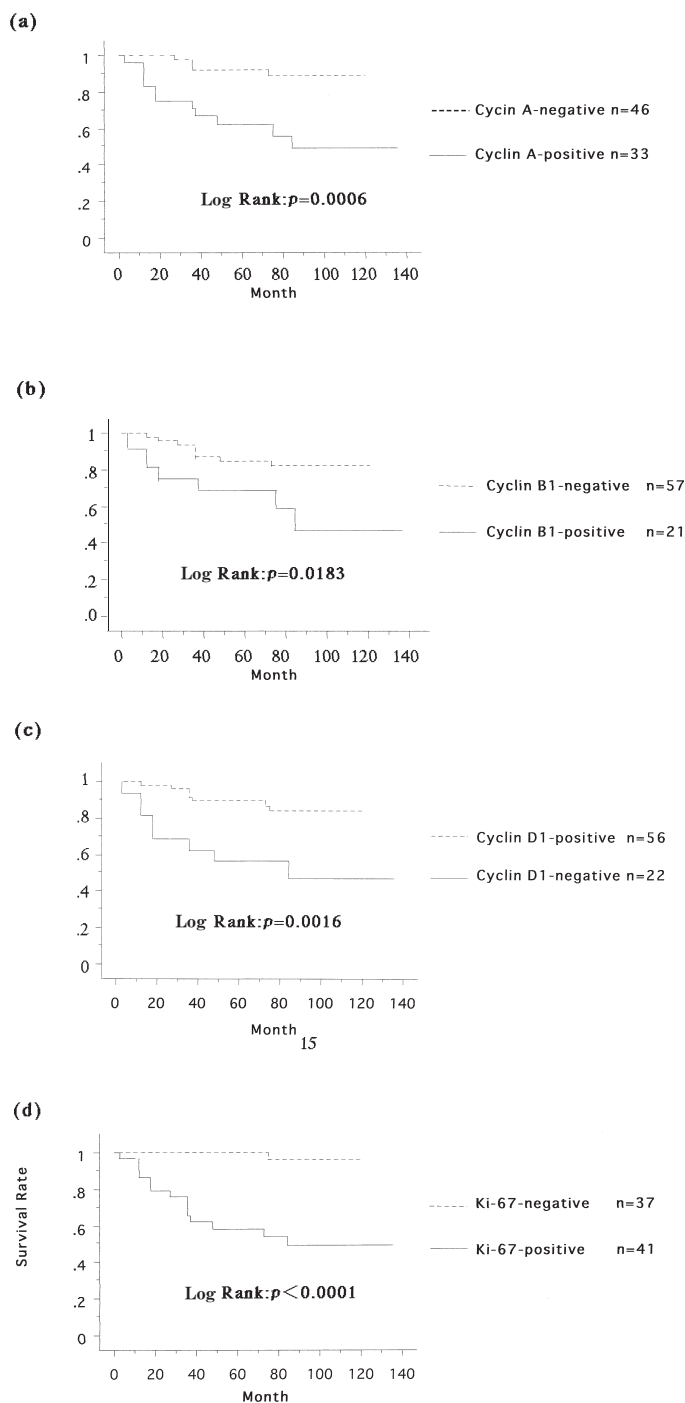 (a)
1
.8
.6
.4
.2
0
0 20 40 60 80 100 120 140
Month
Log Rank:p=0.0006
Cycin A-negative n=46
Cyclin A-positive n=33
(b)
1
.8
.6
.4
.2
.0
0 20 40 60 80 100 120 140
Month
Log Rank:p=0.0183
Cyclin B1-negative n=57
Cyclin B1-positive n=21
(c)
1
.8
.6
.4
.2
0
0 20 40 60 80 100 120 140
Month
15
Log Rank:p=0.0016
Cyclin D1-positive n=56
Cyclin D1-negative n=22
(d)
Survival Rate
1
.8
.6
.4
.2
0
0 20 40 60 80 100 120 140
Month
Log Rank:p<0.0001
Ki-67-negative n=37
Ki-67-positive n=41